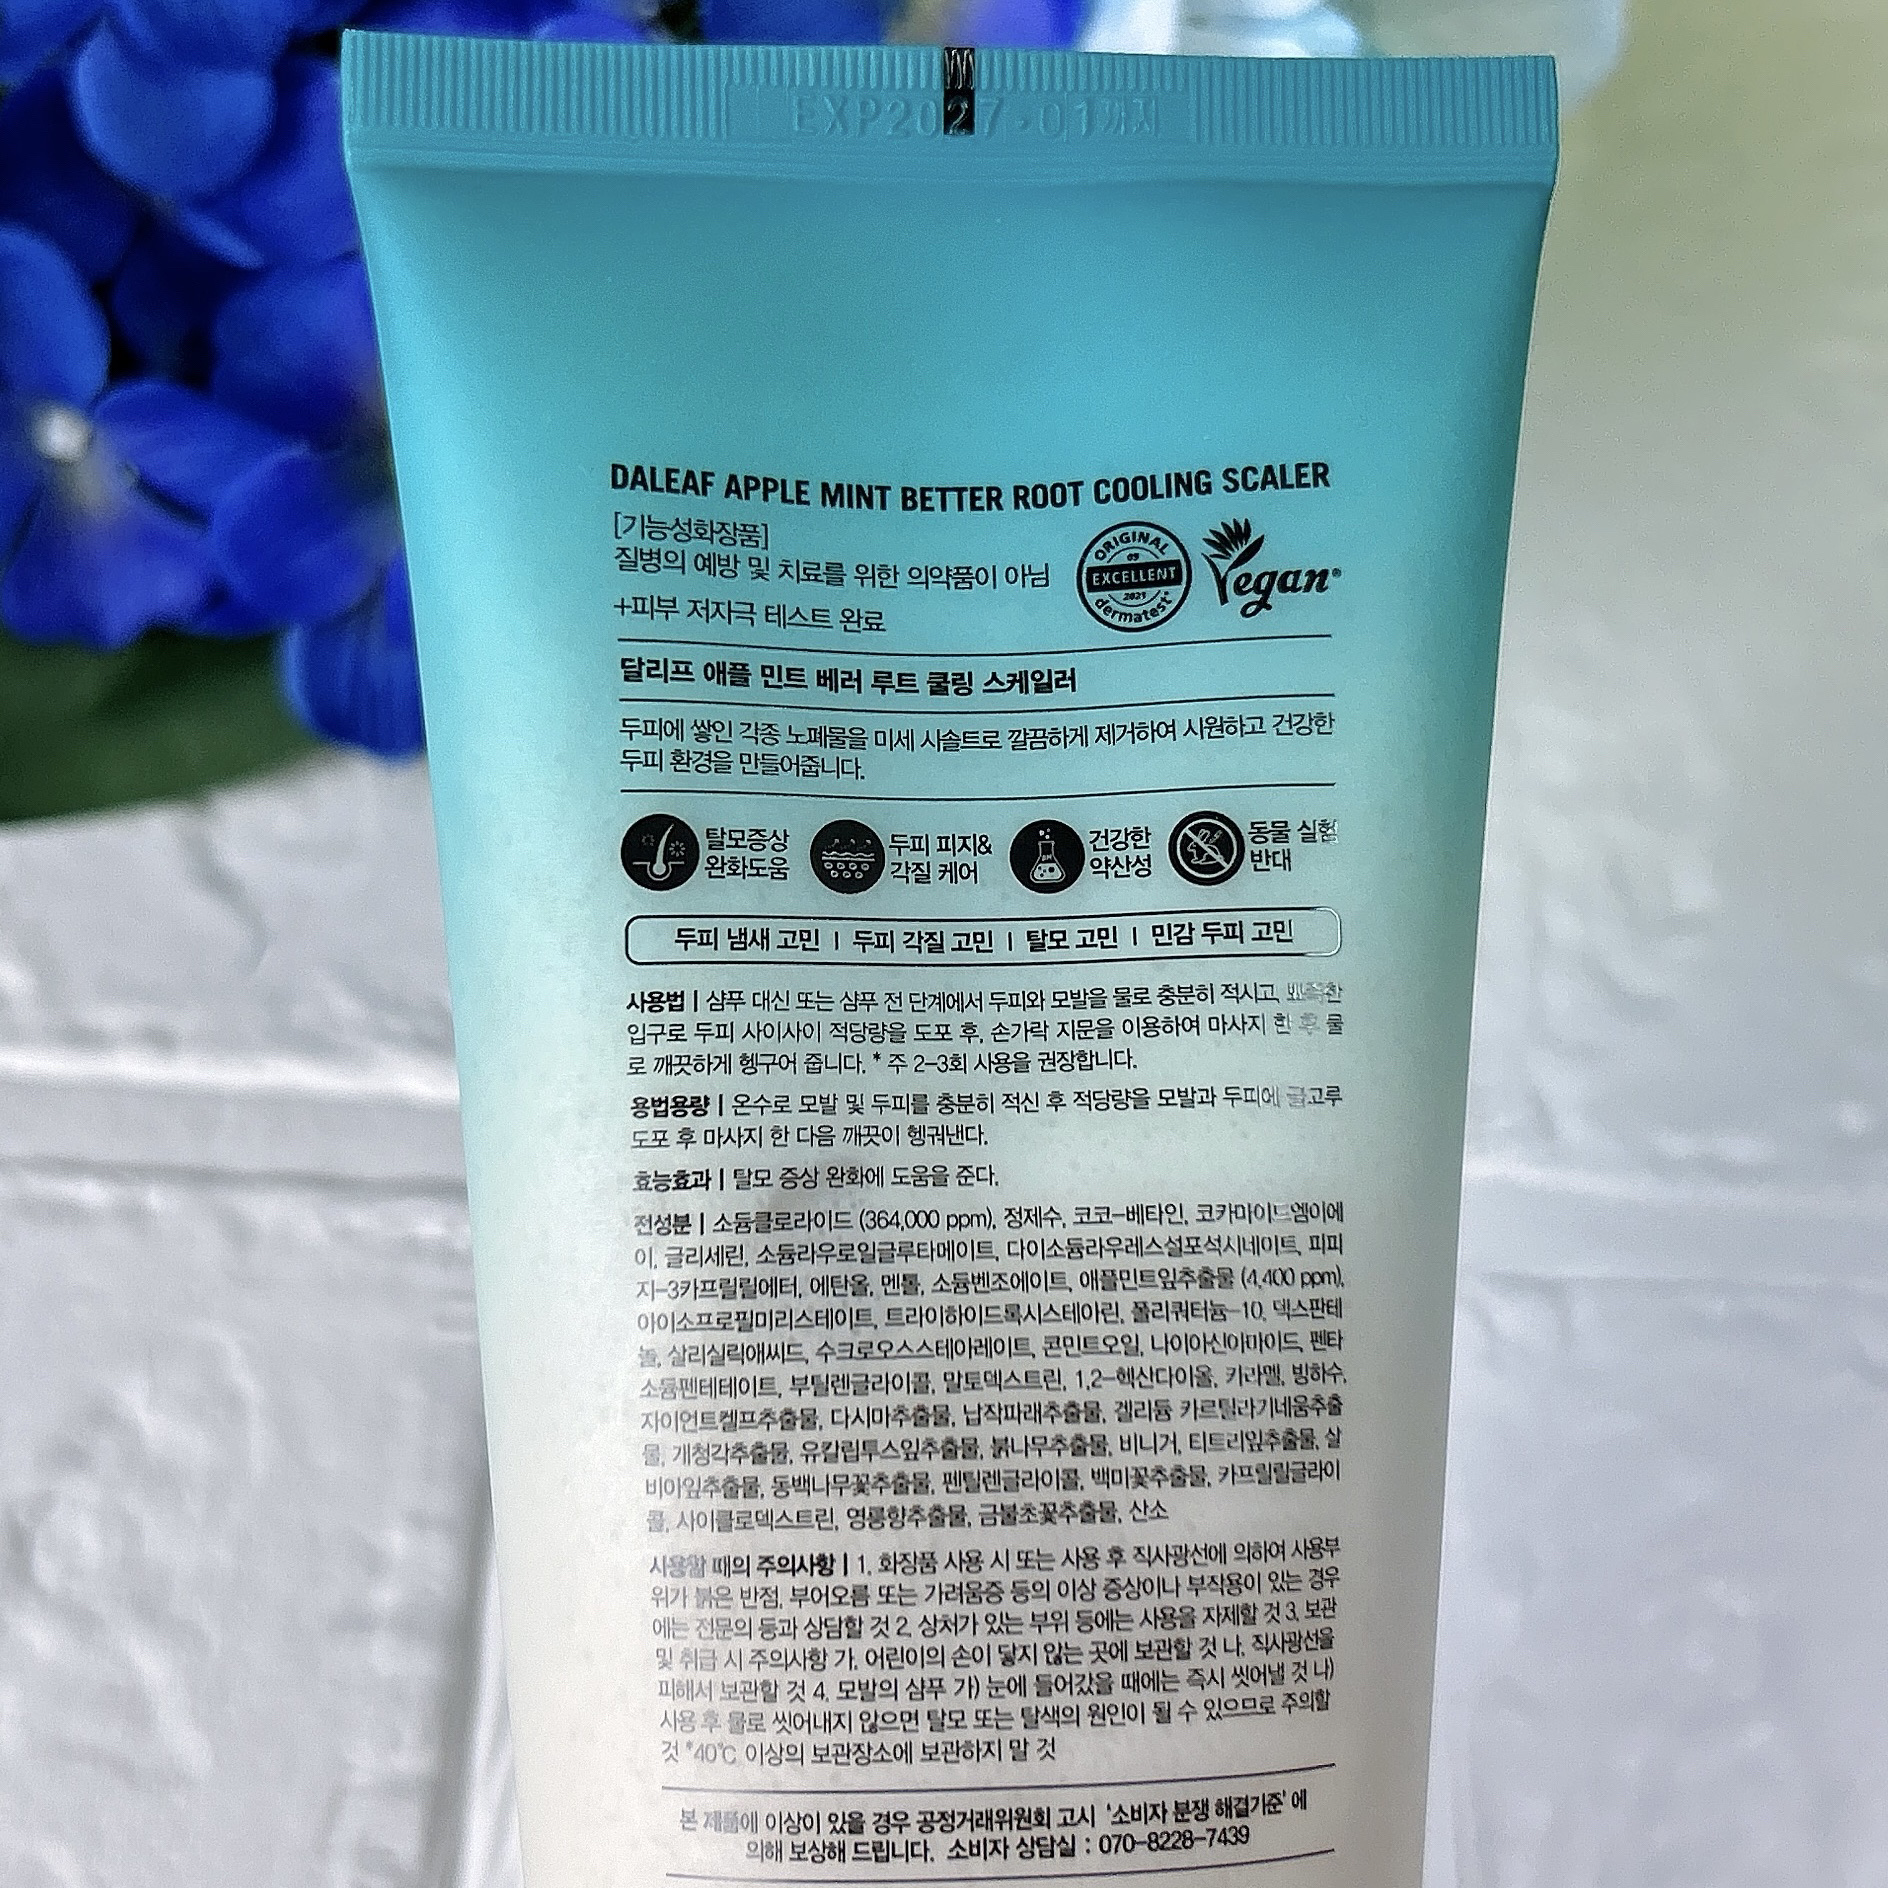 EXP2027.01까지
DALEAF APPLE MINT BETTER ROOT COOLING SCALER
[기능성화장품]
질병의 예방 및 치료를 위한 의약품이 아님
+피부 저자극 테스트 완료
ORIGINAL
EXCELLENT
2021
dermatest®
Vegan®
달리프 애플 민트 베러 루트 쿨링 스케일러
두피에 쌓인 각종 노폐물을 미세 시솔트로 깔끔하게 제거하여 시원하고 건강한
두피 환경을 만들어줍니다.
탈모증상
완화도움
두피 피지&
각질 케어
건강한
약산성
동물 실험
반대
두피 냄새 고민 | 두피 각질 고민 | 탈모 고민 | 민감 두피 고민
사용법 | 샴푸 대신 또는 샴푸 전 단계에서 두피와 모발을 물로 충분히 적시고 뾰족한
입구로 두피 사이사이 적당량을 도포 후, 손가락 지문을 이용하여 마사지 한 후 물
로 깨끗하게 헹구어 줍니다. * 주 2-3회 사용을 권장합니다.
용법용량 | 온수로 모발 및 두피를 충분히 적신 후 적당량을 모발과 두피에 골고루
도포 후 마사지 한 다음 깨끗이 헹궈낸다.
효능효과 | 탈모 증상 완화에 도움을 준다.
전성분 | 소듐클로라이드 (364,000 ppm), 정제수, 코코-베타인, 코카마이드엠이에
이, 글리세린, 소듐라우로일글루타메이트, 다이소듐라우레스설포석시네이트, 피피
지-3카프릴릴에터, 에탄올, 멘톨, 소듐벤조에이트, 애플민트잎추출물 (4,400 ppm),
아이소프로필미리스테이트, 트라이하이드록시스테아린, 폴리쿼터늄-10, 덱스판테
놀, 살리실릭애씨드, 수크로오스스테아레이트, 콘민트오일, 나이아신아마이드, 펜타
소듐펜테테이트, 부틸렌글라이콜, 말토덱스트린, 1,2-헥산다이올, 카라멜, 빙하수,
자이언트켈프추출물, 다시마추출물, 납작파래추출물, 겔리듐 카르틸라기네움추출
물, 개청각추출물, 유칼립투스잎추출물, 붉나무추출물, 비니거, 티트리잎추출물, 살
비아잎추출물, 동백나무꽃추출물, 펜틸렌글라이콜, 백미꽃추출물, 카프릴릴글라이
콜, 사이클로덱스트린, 영릉향추출물, 금불초꽃추출물, 산소
사용할 때의 주의사항 | 1. 화장품 사용 시 또는 사용 후 직사광선에 의하여 사용부
위가 붉은 반점, 부어오름 또는 가려움증 등의 이상 증상이나 부작용이 있는 경우
에는 전문의 등과 상담할 것 2. 상처가 있는 부위 등에는 사용을 자제할 것 3. 보관
및 취급 시 주의사항 가. 어린이의 손이 닿지 않는 곳에 보관할 것 나. 직사광선을
피해서 보관할 것 4. 모발의 샴푸 가) 눈에 들어갔을 때에는 즉시 씻어낼 것 나)
사용 후 물로 씻어내지 않으면 탈모 또는 탈색의 원인이 될 수 있으므로 주의할
것 *40℃ 이상의 보관장소에 보관하지 말 것
본 제품에 이상이 있을 경우 공정거래위원회 고시 '소비자 분쟁 해결기준' 에
의해 보상해 드립니다. 소비자 상담실 : 070-8228-7439